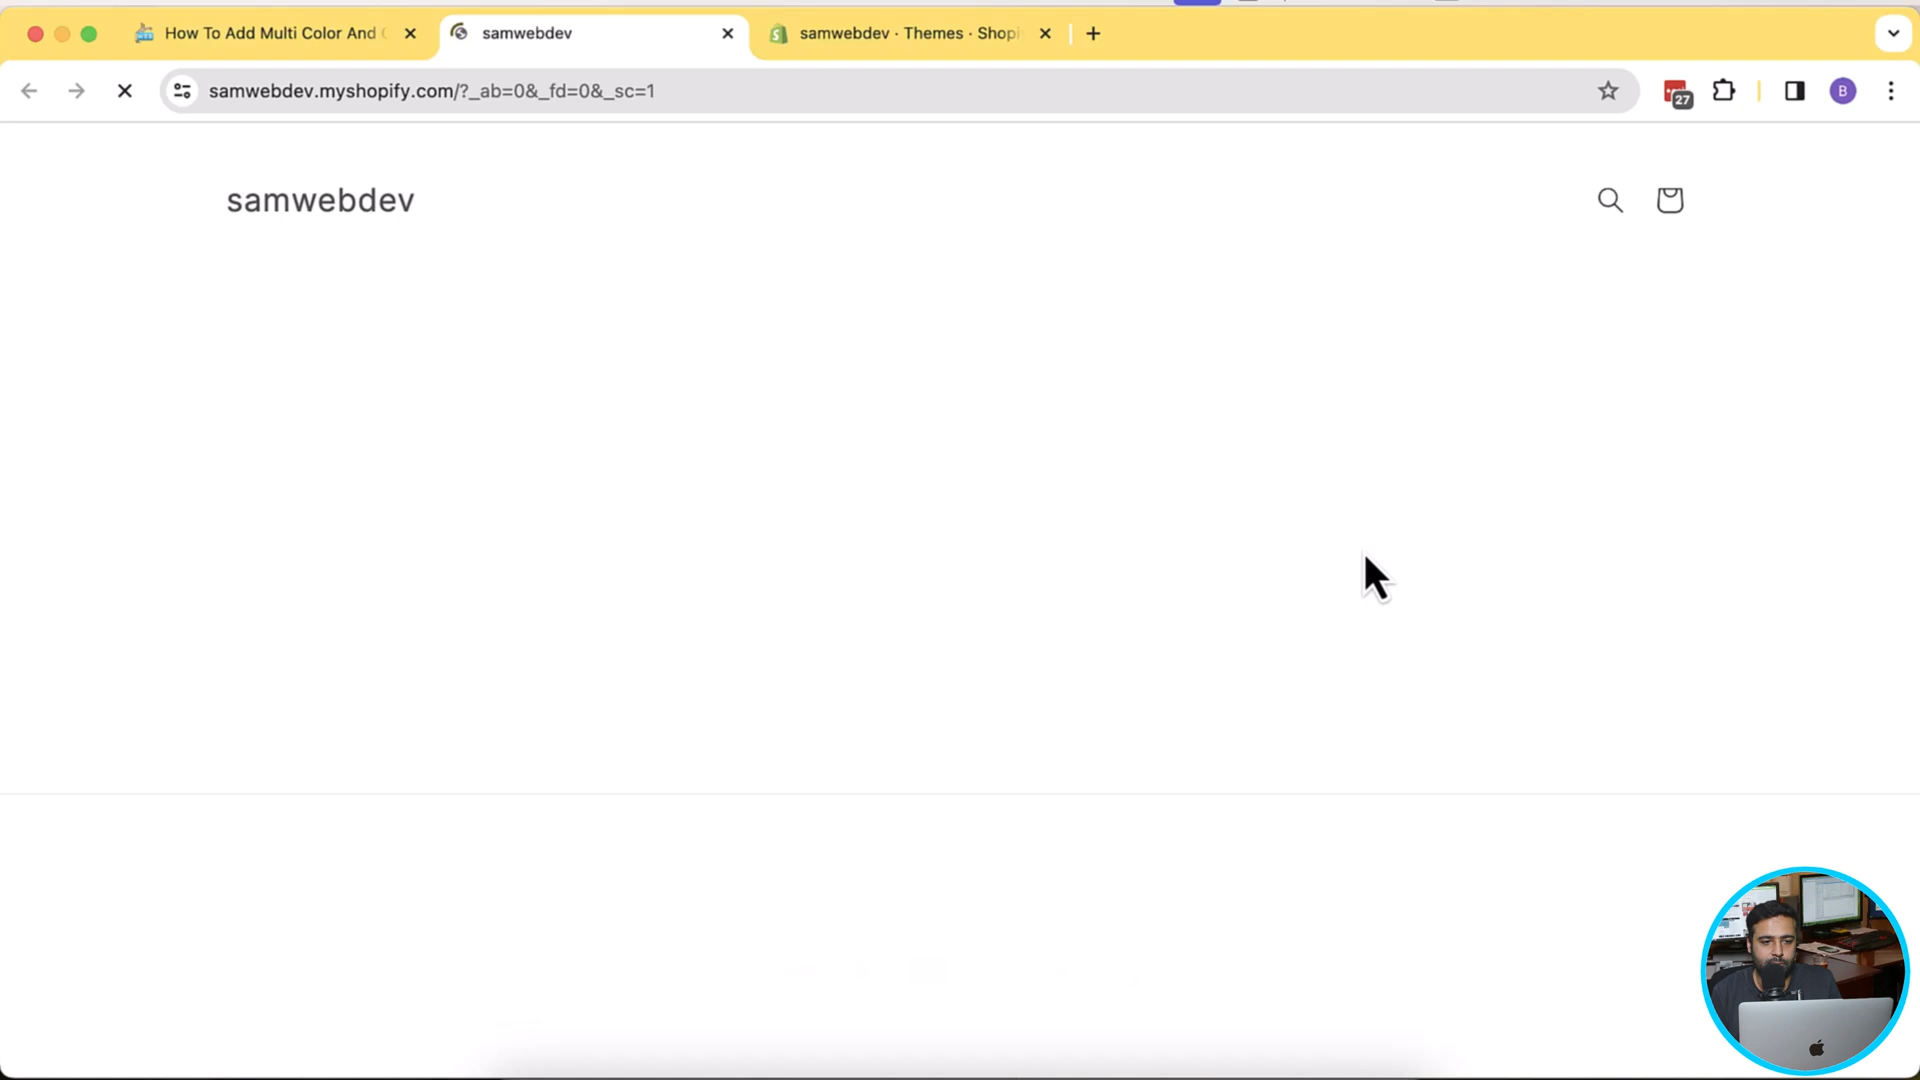 How To Add Multi Color And
samwebdev
samwebdev · Themes · Shopi
samwebdev.myshopify.com/?_ab=0&_fd=0&_sc=1
27
B
samwebdev